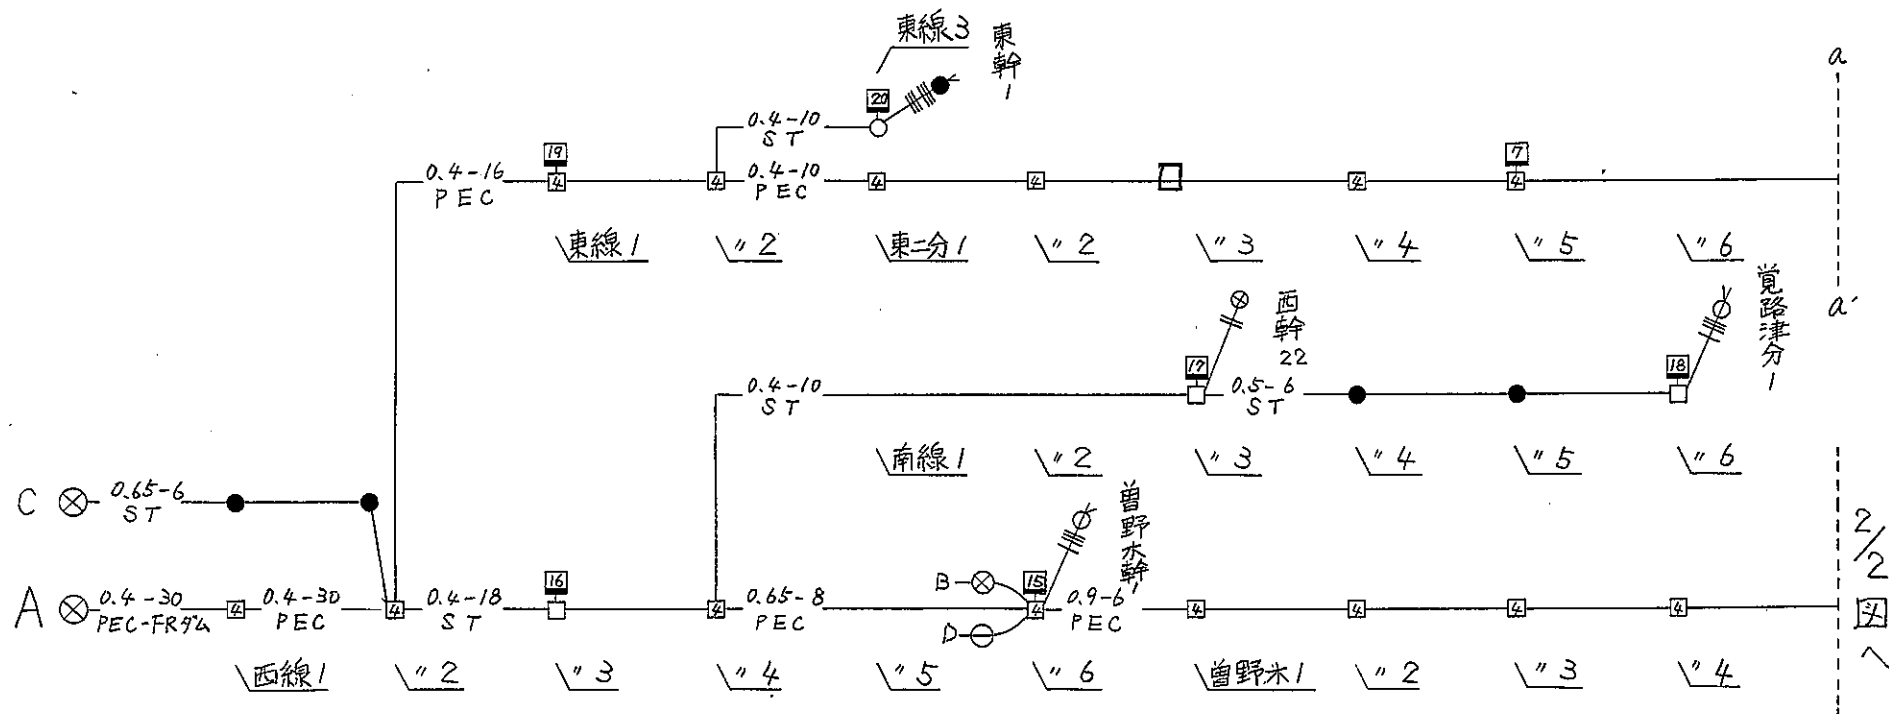 東線3
東幹1
a
20
0.4-10
ST
19
7
0.4-16
PEC
4
4
0.4-10
PEC
4
4
4
4
東線1
〃2
東二分1
〃2
〃3
〃4
〃5
〃6
a'
西幹22
覚路津分1
17
18
0.4-10
ST
0.5-6
ST
南線1
〃2
〃3
〃4
〃5
〃6
C
0.65-6
ST
曽野木幹1
2/2図へ
16
B
15
A
0.4-30
PEC-FRダム
4
0.4-30
PEC
4
0.4-18
ST
4
0.65-8
PEC
4
0.9-6
PEC
4
4
4
4
D
西線1
〃2
〃3
〃4
〃5
〃6
曽野木1
〃2
〃3
〃4